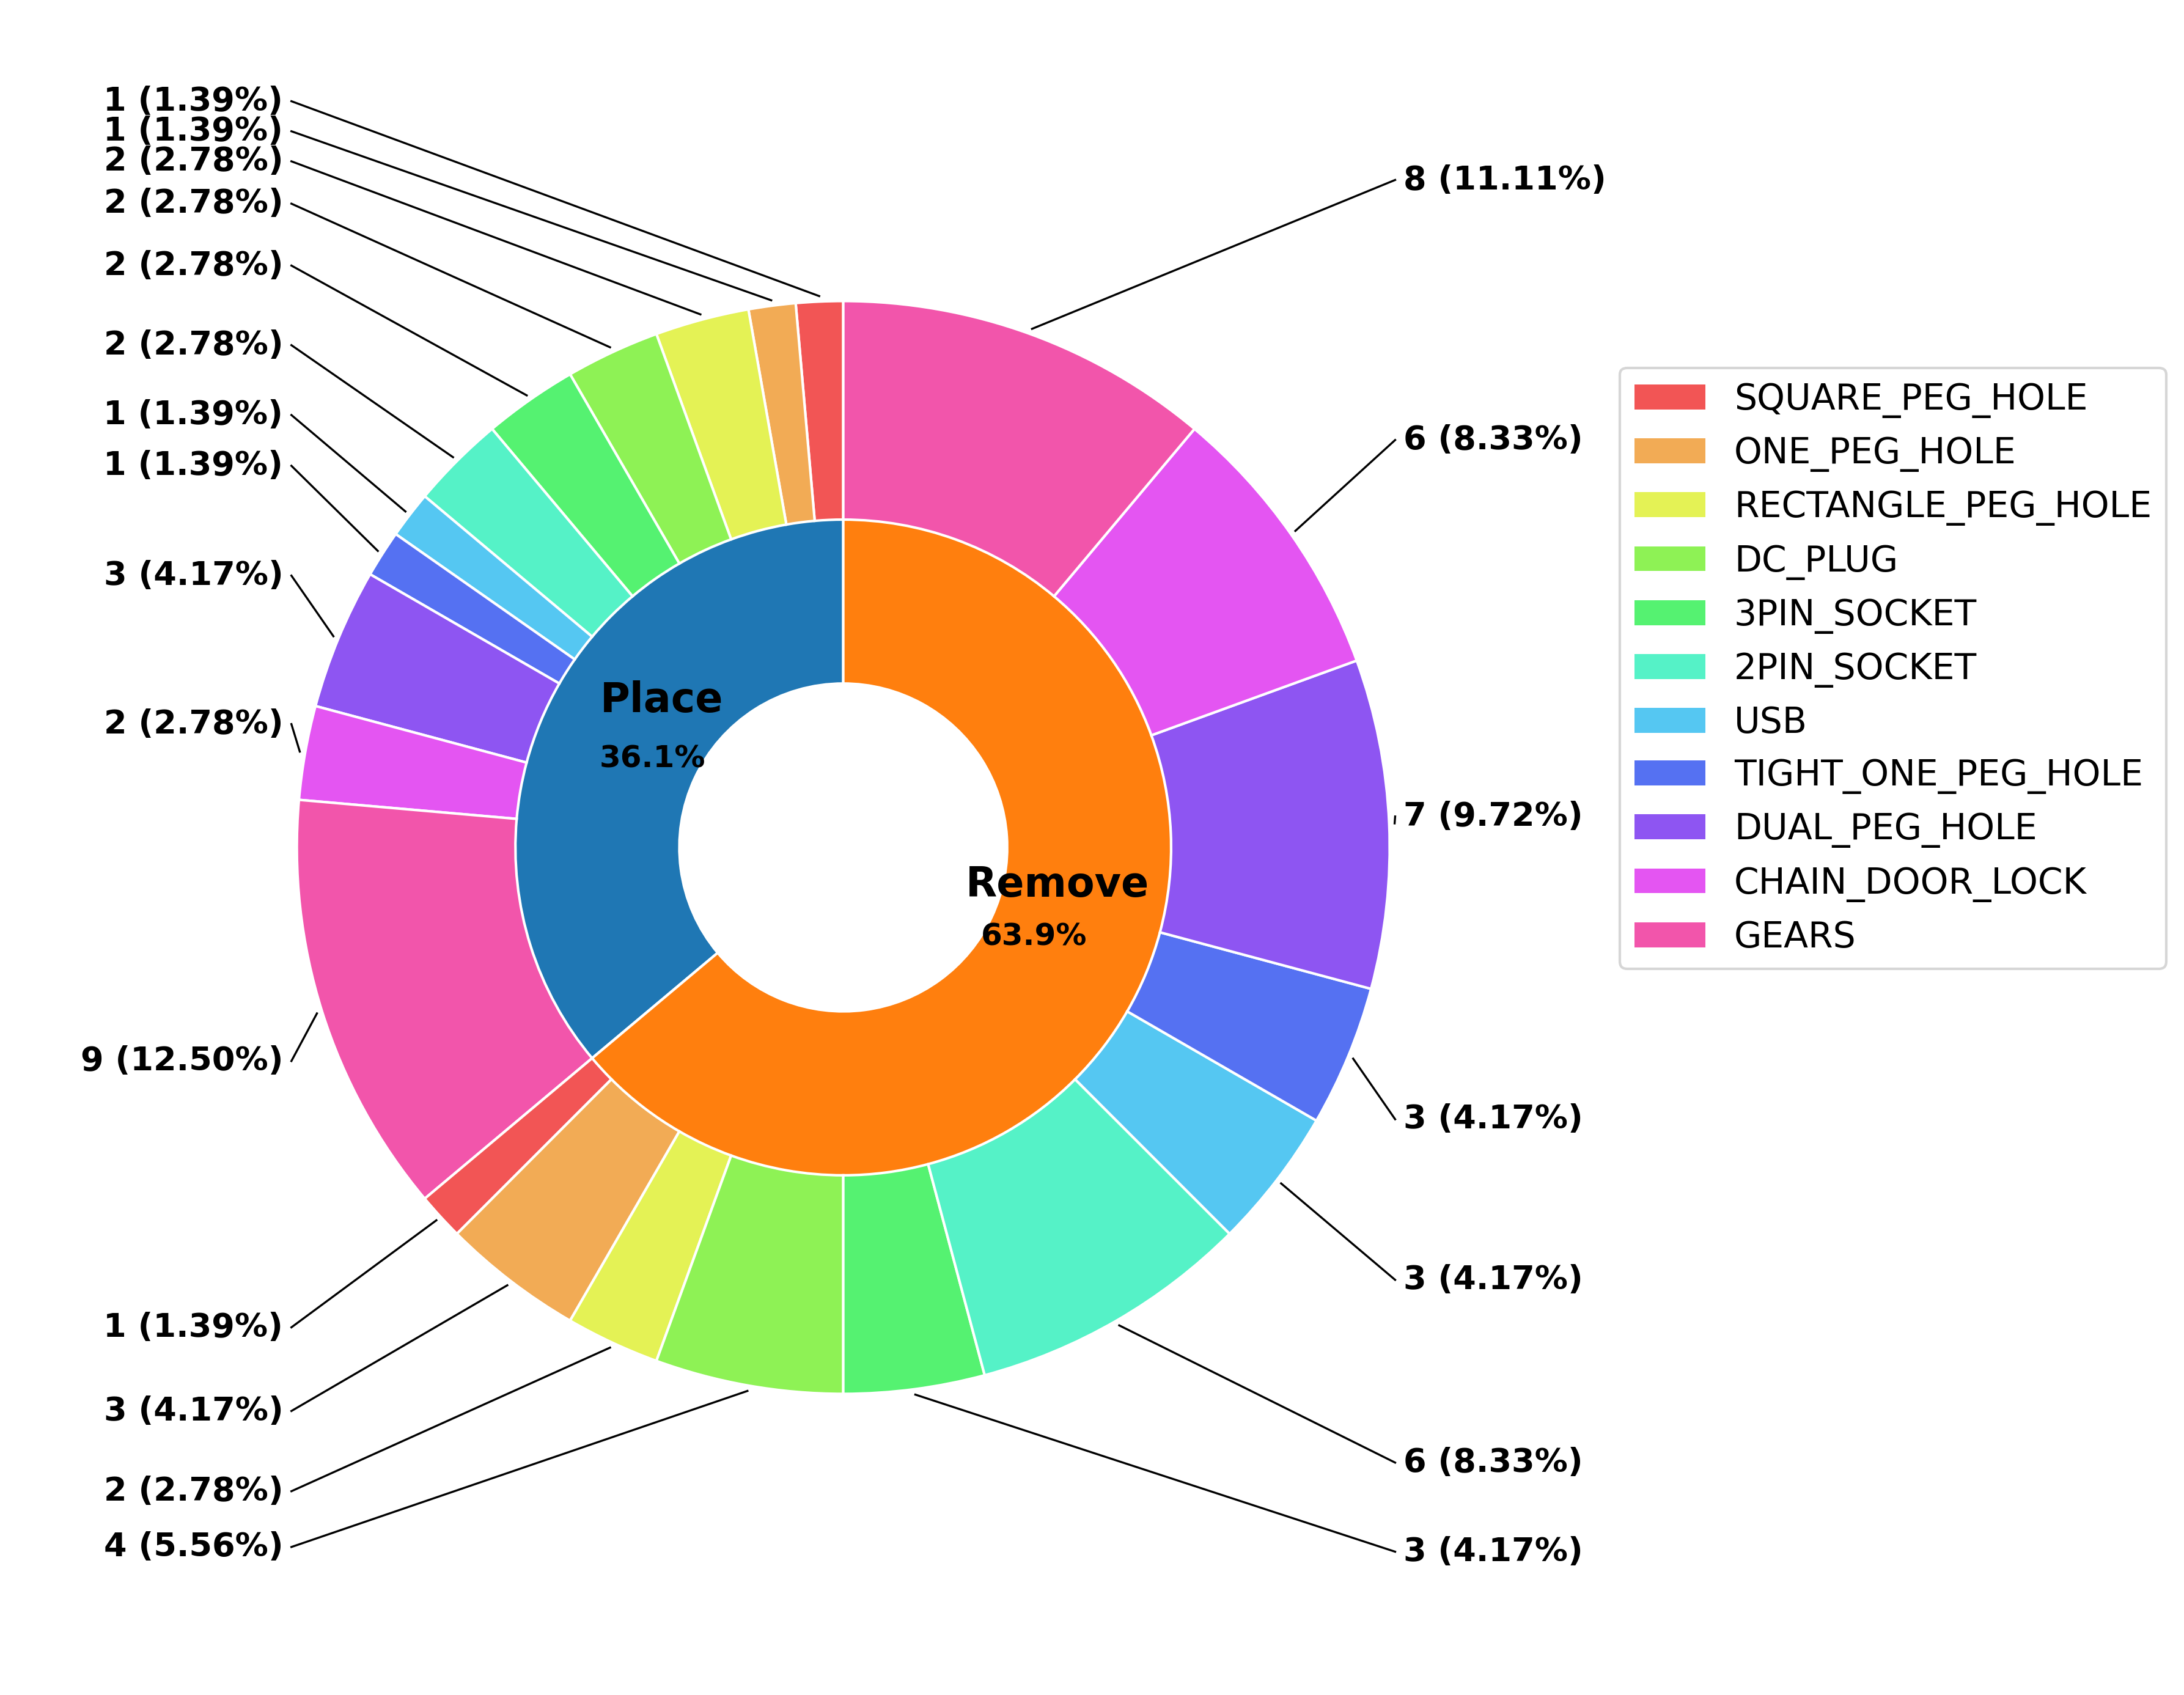 1 (1.39%)
1 (1.39%)
2 (2.78%)
2 (2.78%)
2 (2.78%)
2 (2.78%)
1 (1.39%)
1 (1.39%)
3 (4.17%)
2 (2.78%)
9 (12.50%)
1 (1.39%)
3 (4.17%)
2 (2.78%)
4 (5.56%)
Place
36.1%
Remove
63.9%
8 (11.11%)
6 (8.33%)
7 (9.72%)
3 (4.17%)
3 (4.17%)
6 (8.33%)
3 (4.17%)
SQUARE_PEG_HOLE
ONE_PEG_HOLE
RECTANGLE_PEG_HOLE
DC_PLUG
3PIN_SOCKET
2PIN_SOCKET
USB
TIGHT_ONE_PEG_HOLE
DUAL_PEG_HOLE
CHAIN_DOOR_LOCK
GEARS